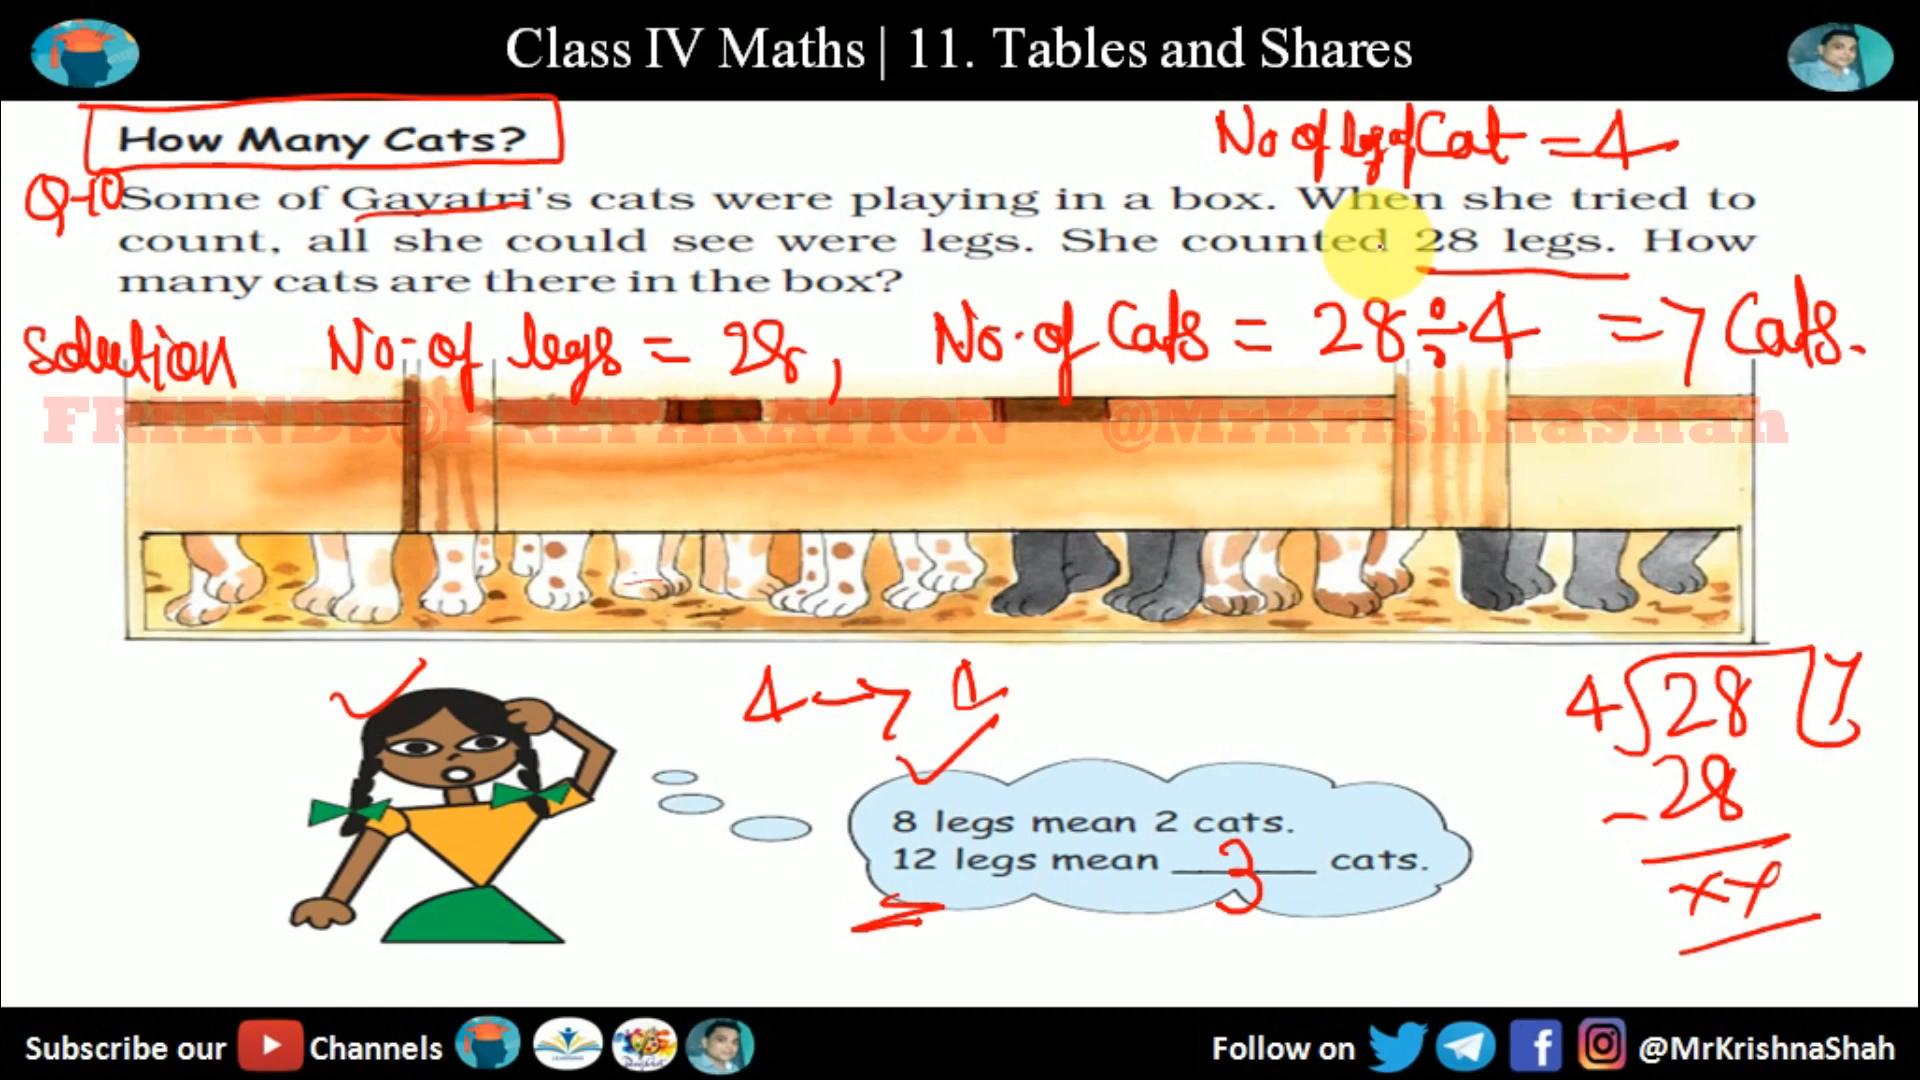 Class IV Maths | 11. Tables and Shares
How Many Cats?
No of leg of Cat = 4
Q-10 Some of Gayatri's cats were playing in a box. When she tried to
count, all she could see were legs. She counted 28 legs. How
many cats are there in the box?
Solution No. of legs = 28, No. of Cats = 28 ÷ 4 = 7 Cats.
FRIENDS@PREPARATION @MrKrishnaShah
8 legs mean 2 cats.
12 legs mean 3 cats.
4 28 7
- 28
xx
Subscribe our Channels Follow on @MrKrishnaShah